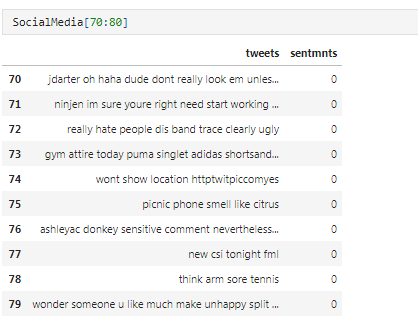 SocialMedia[70:80]
tweets sentmnts
70 jdarter oh haha dude dont really look em unles... 0
71 ninjen im sure youre right need start working ... 0
72 really hate people dis band trace clearly ugly 0
73 gym attire today puma singlet adidas shortsand... 0
74 wont show location httptwitpiccomyes 0
75 picnic phone smell like citrus 0
76 ashleyac donkey sensitive comment nevertheless... 0
77 new csi tonight fml 0
78 think arm sore tennis 0
79 wonder someone u like much make unhappy split ... 0